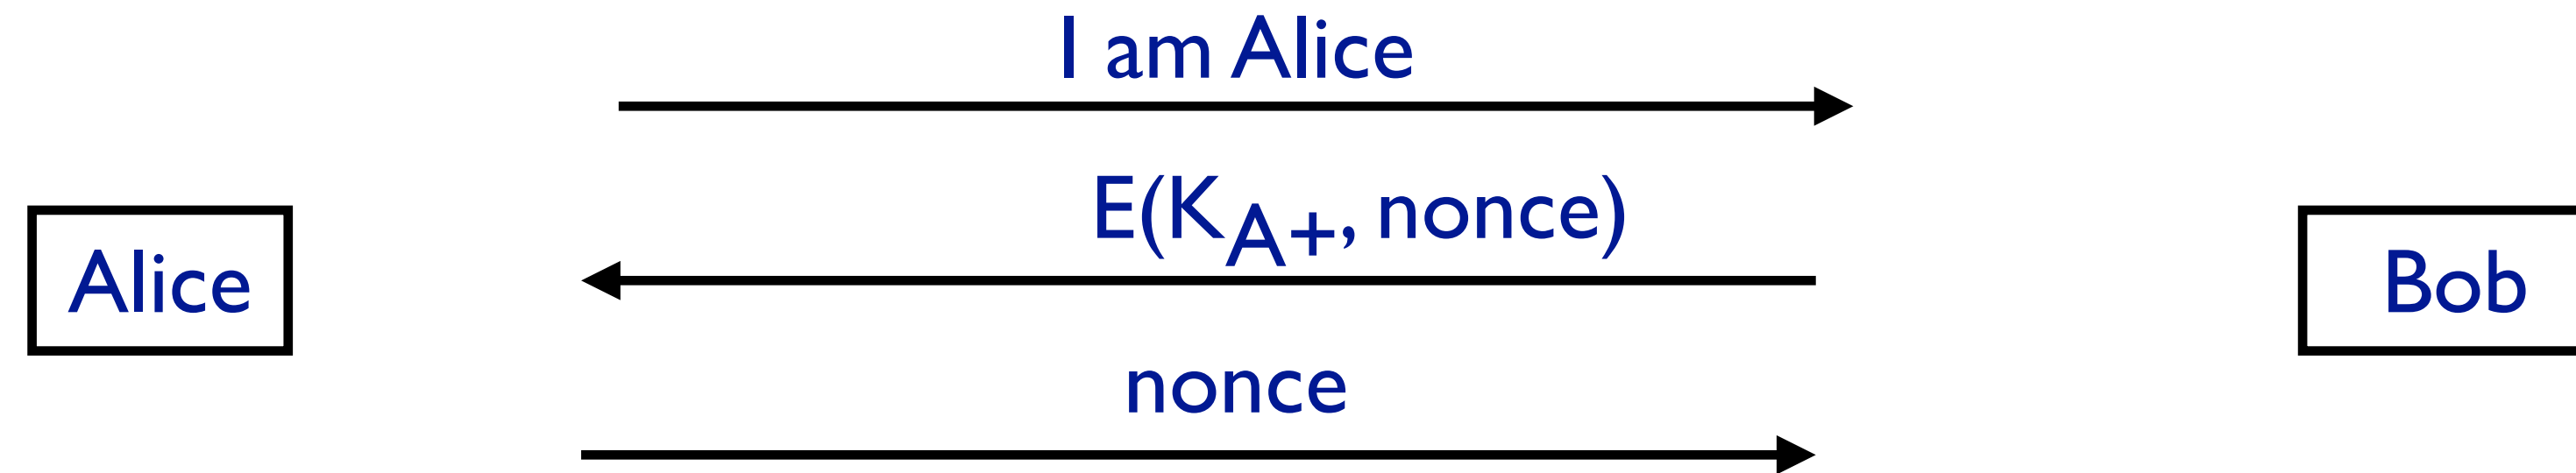 I am Alice
E(KA+, nonce)
Alice
Bob
nonce